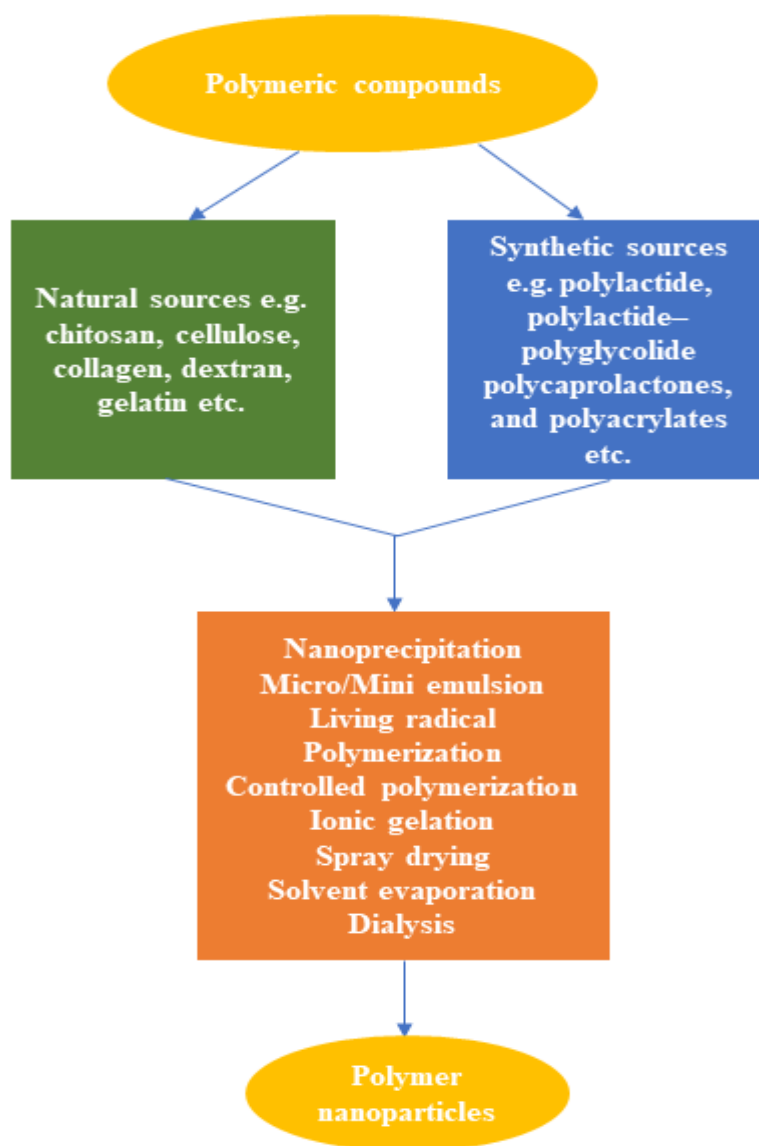 Polymeric compounds
Natural sources e.g.
chitosan, cellulose,
collagen, dextran,
gelatin etc.
Synthetic sources
e.g. polylactide,
polylactide–
polyglycolide
polycaprolactones,
and polyacrylates
etc.
Nanoprecipitation
Micro/Mini emulsion
Living radical
Polymerization
Controlled polymerization
Ionic gelation
Spray drying
Solvent evaporation
Dialysis
Polymer
nanoparticles